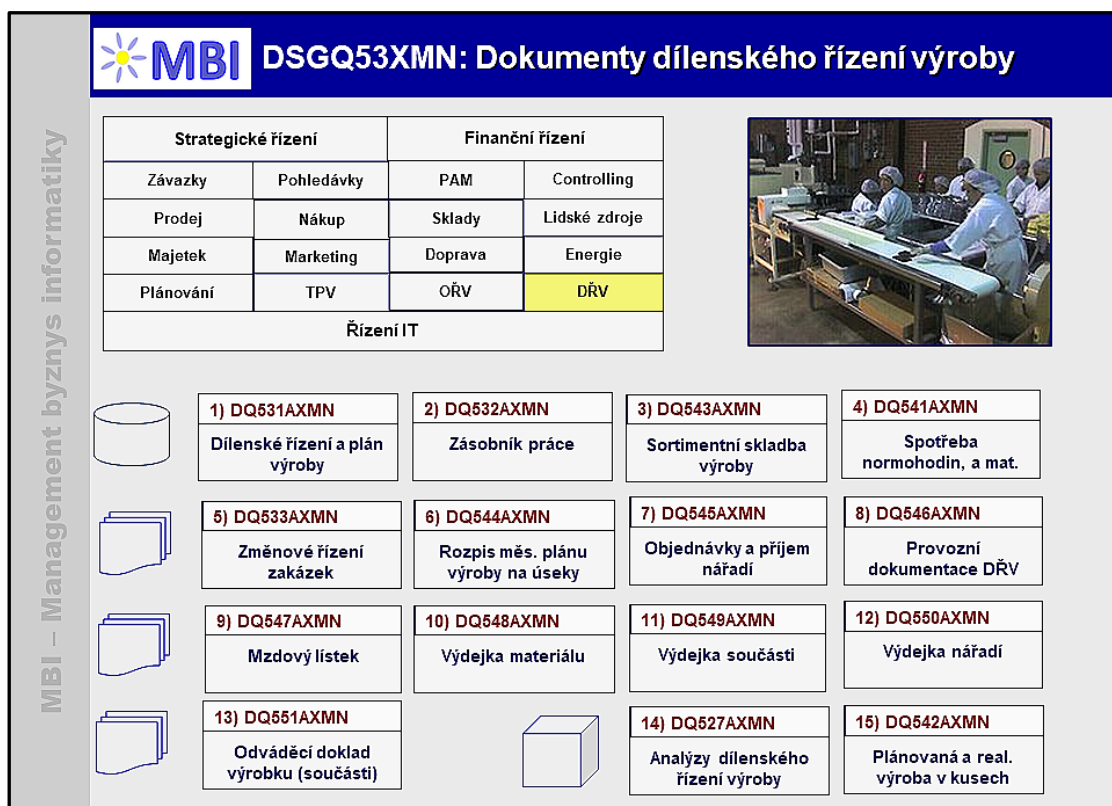 MBI
DSGQ53XMN: Dokumenty dílenského řízení výroby
MBI – Management byznys informatiky
Strategické řízení
Finanční řízení
Závazky
Pohledávky
PAM
Controlling
Prodej
Nákup
Sklady
Lidské zdroje
Majetek
Marketing
Doprava
Energie
Plánování
TPV
OŘV
DŘV
Řízení IT
1) DQ531AXMN
Dílenské řízení a plán
výroby
2) DQ532AXMN
Zásobník práce
3) DQ543AXMN
Sortimentní skladba
výroby
4) DQ541AXMN
Spotřeba
normohodin, a mat.
5) DQ533AXMN
Změnové řízení
zakázek
6) DQ544AXMN
Rozpis měs. plánu
výroby na úseky
7) DQ545AXMN
Objednávky a příjem
nářadí
8) DQ546AXMN
Provozní
dokumentace DŘV
9) DQ547AXMN
Mzdový lístek
10) DQ548AXMN
Výdejka materiálu
11) DQ549AXMN
Výdejka součásti
12) DQ550AXMN
Výdejka nářadí
13) DQ551AXMN
Odváděcí doklad
výrobku (součásti)
14) DQ527AXMN
Analýzy dílenského
řízení výroby
15) DQ542AXMN
Plánovaná a real.
výroba v kusech